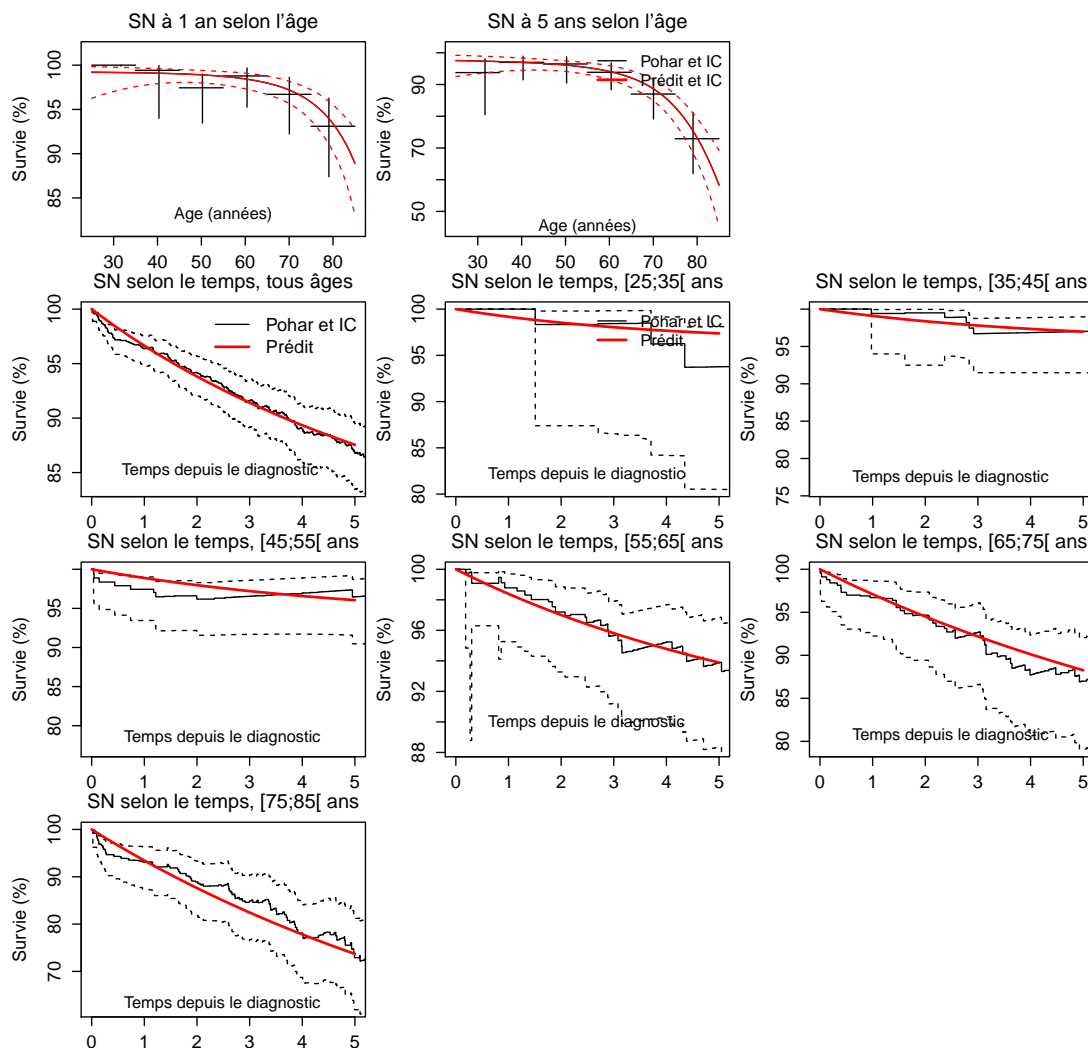 SN à 1 an selon l'âge
Survie (%)
100
95
90
85
Age (années)
30 40 50 60 70 80
SN à 5 ans selon l'âge
Survie (%)
90
70
50
Pohar et IC
Prédit et IC
Age (années)
30 40 50 60 70 80
SN selon le temps, tous âges
Survie (%)
100
95
90
85
Pohar et IC
Prédit
Temps depuis le diagnostic
0 1 2 3 4 5
SN selon le temps, [25;35[ ans
Survie (%)
100
95
90
85
80
Pohar et IC
Prédit
Temps depuis le diagnostic
0 1 2 3 4 5
SN selon le temps, [35;45[ ans
Survie (%)
100
95
90
85
80
75
Temps depuis le diagnostic
0 1 2 3 4 5
SN selon le temps, [45;55[ ans
Survie (%)
95
90
85
80
Temps depuis le diagnostic
0 1 2 3 4 5
SN selon le temps, [55;65[ ans
Survie (%)
100
96
92
88
Temps depuis le diagnostic
0 1 2 3 4 5
SN selon le temps, [65;75[ ans
Survie (%)
100
95
90
85
80
Temps depuis le diagnostic
0 1 2 3 4 5
SN selon le temps, [75;85[ ans
Survie (%)
100
90
80
70
Temps depuis le diagnostic
0 1 2 3 4 5